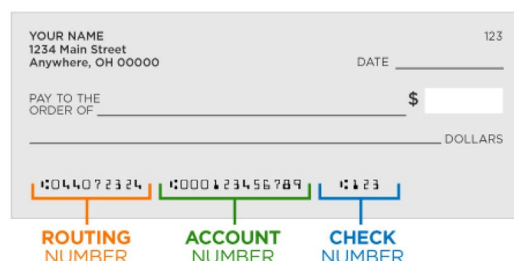 YOUR NAME 123
1234 Main Street
Anywhere, OH 00000 DATE
PAY TO THE
ORDER OF $
DOLLARS
⑆044072324 ⑆000123456789 ⑆123
ROUTING ACCOUNT CHECK
NUMBER NUMBER NUMBER